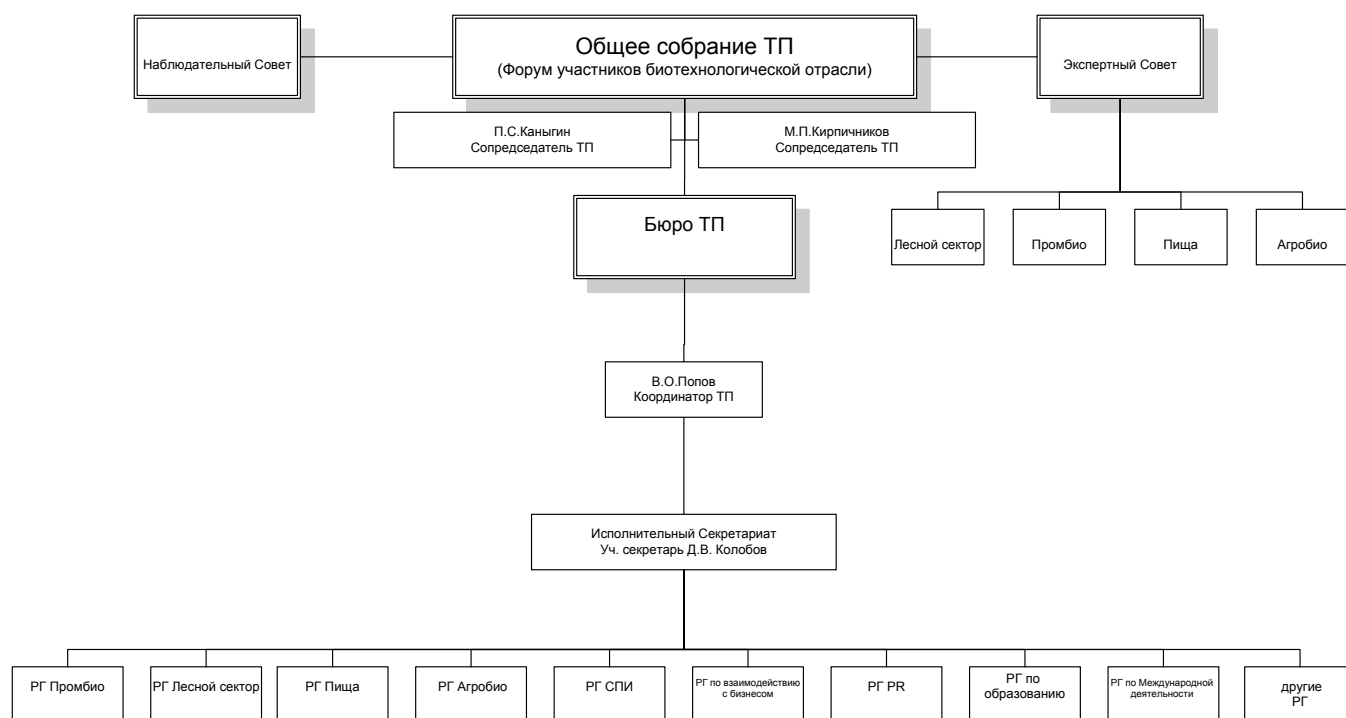 Наблюдательный Совет
Общее собрание ТП
(Форум участников биотехнологической отрасли)
Экспертный Совет
П.С.Каныгин
Сопредседатель ТП
М.П.Кирпичников
Сопредседатель ТП
Бюро ТП
Лесной сектор
Промбио
Пища
Агробио
В.О.Попов
Координатор ТП
Исполнительный Секретариат
Уч. секретарь Д.В. Колобов
РГ Промбио
РГ Лесной сектор
РГ Пища
РГ Агробио
РГ СПИ
РГ по взаимодействию
с бизнесом
РГ PR
РГ по
образованию
РГ по Международной
деятельности
другие
РГ